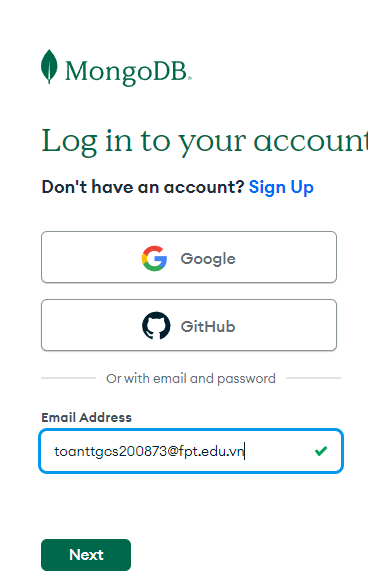 MongoDB.
Log in to your account
Don't have an account? Sign Up
Google
GitHub
Or with email and password
Email Address
toanttgcs200873@fpt.edu.vn
Next